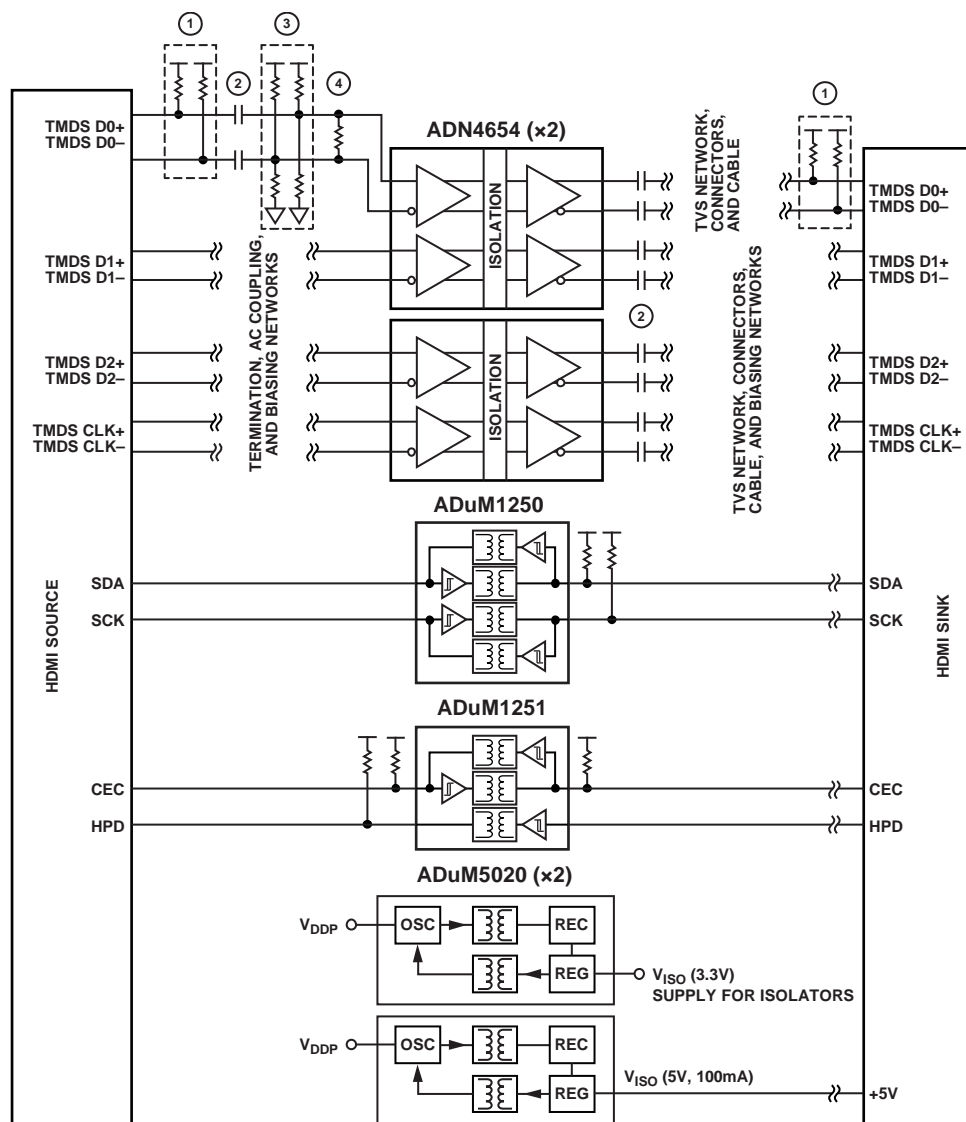 1
2
3
4
1
TMDS D0+
TMDS D0–
ADN4654 (×2)
ISOLATION
TVS NETWORK,
CONNECTORS,
AND CABLE
TMDS D0+
TMDS D0–
TMDS D1+
TMDS D1–
TERMINATION, AC COUPLING,
AND BIASING NETWORKS
TMDS D1+
TMDS D1–
2
TMDS D2+
TMDS D2–
ISOLATION
TVS NETWORK, CONNECTORS,
CABLE, AND BIASING NETWORKS
TMDS D2+
TMDS D2–
TMDS CLK+
TMDS CLK–
TMDS CLK+
TMDS CLK–
ADuM1250
SDA
SCK
SDA
SCK
HDMI SOURCE
HDMI SINK
ADuM1251
CEC
HPD
CEC
HPD
ADuM5020 (×2)
VDDP
OSC
REC
REG
VISO (3.3V)
SUPPLY FOR ISOLATORS
VDDP
OSC
REC
REG
VISO (5V, 100mA)
+5V